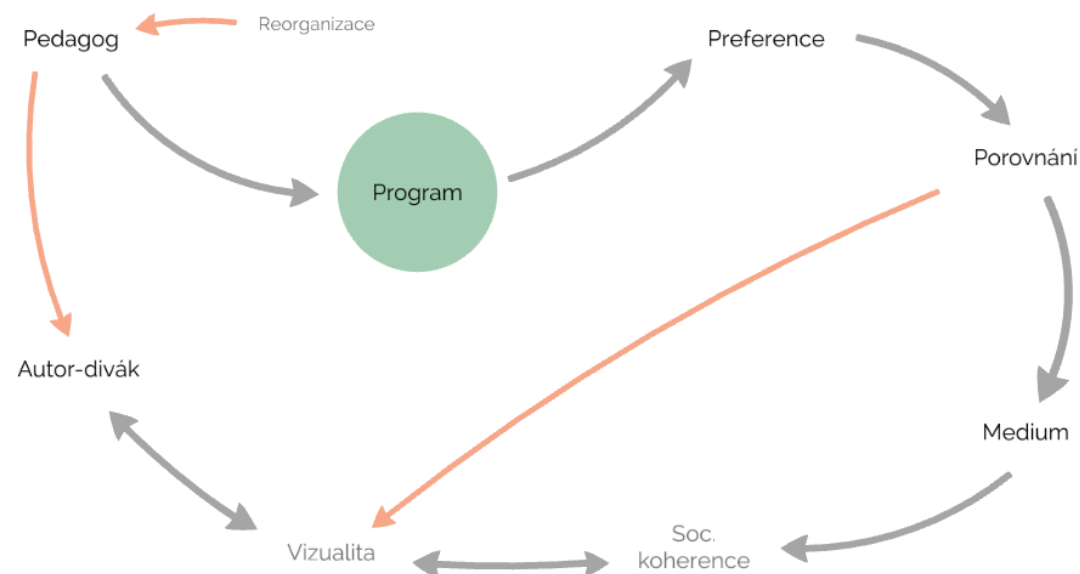 Pedagog
Reorganizace
Preference
Program
Porovnání
Autor-divák
Medium
Vizualita
Soc.
koherence